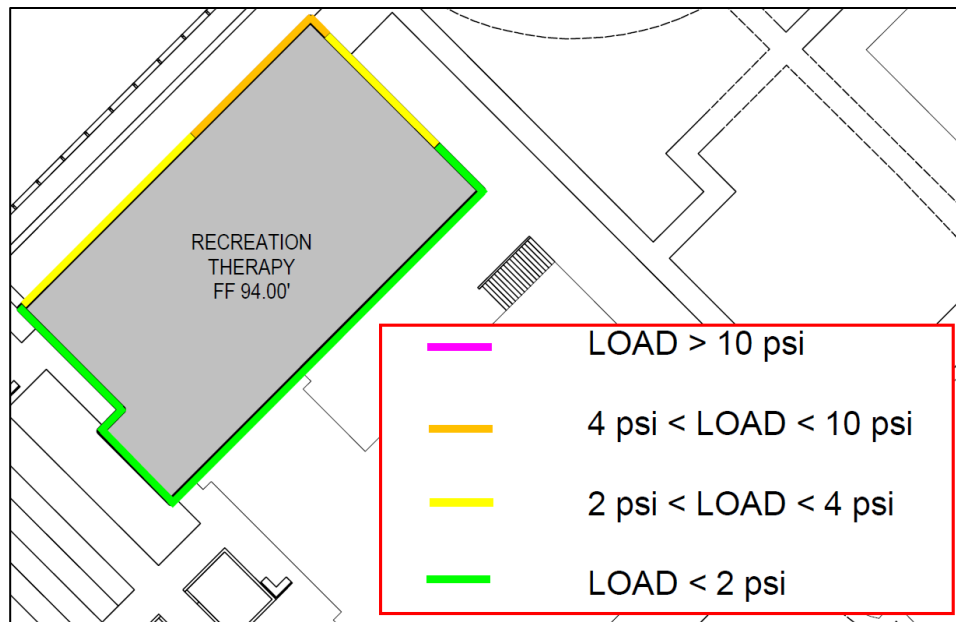 RECREATION
THERAPY
FF 94.00'
LOAD > 10 psi
4 psi < LOAD < 10 psi
2 psi < LOAD < 4 psi
LOAD < 2 psi